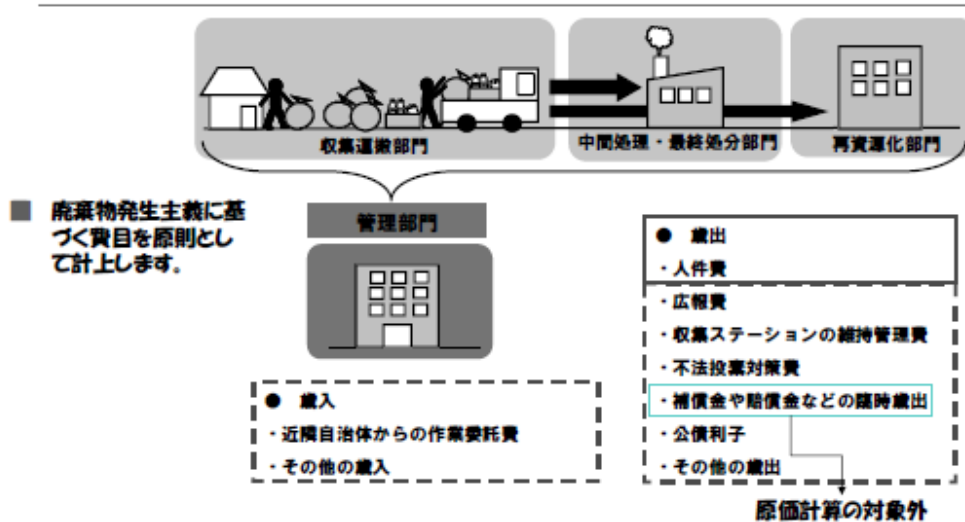 収集運搬部門
中間処理・最終処分部門
再資源化部門
■ 廃棄物発生主義に基
づく費目を原則とし
て計上します。
管理部門
● 歳出
・人件費
・広報費
・収集ステーションの維持管理費
・不法投棄対策費
・補償金や賠償金などの臨時歳出
・公債利子
・その他の歳出
● 歳入
・近隣自治体からの作業委託費
・その他の歳入
原価計算の対象外